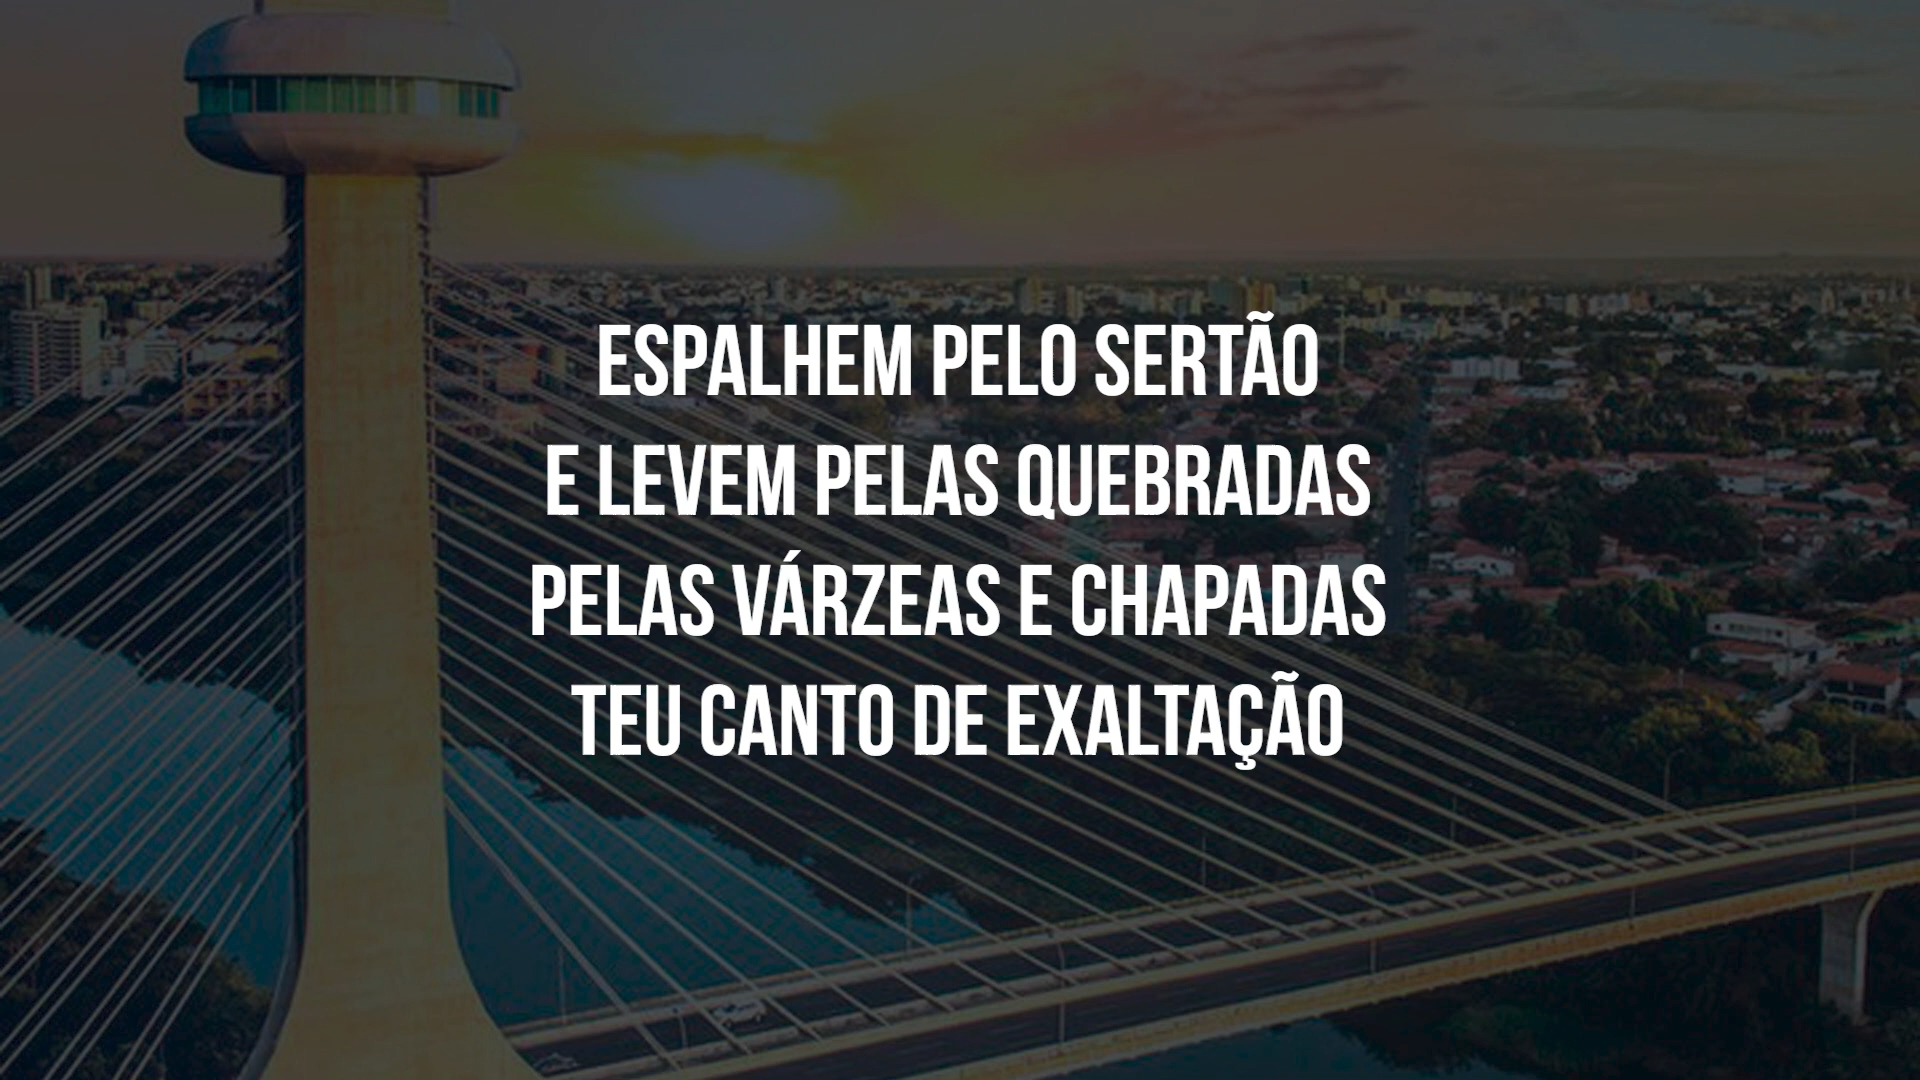 ESPALHEM PELO SERTÃO
E LEVEM PELAS QUEBRADAS
PELAS VÁRZEAS E CHAPADAS
TEU CANTO DE EXALTAÇÃO